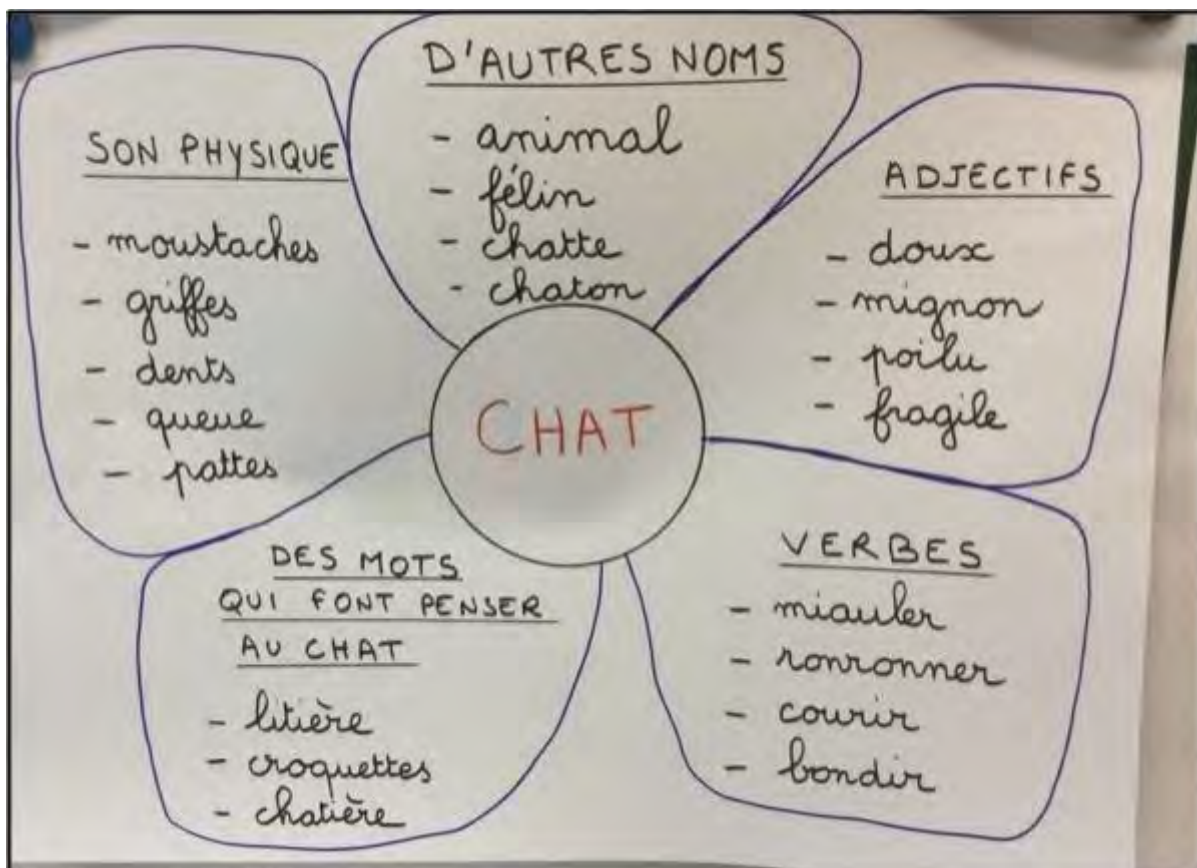 D'AUTRES NOMS
- animal
- félin
- chatte
- chaton
SON PHYSIQUE
- moustaches
- griffes
- dents
- queue
- pattes
ADJECTIFS
- doux
- mignon
- poilu
- fragile
CHAT
DES MOTS
QUI FONT PENSER
AU CHAT
- litière
- croquettes
- chatière
VERBES
- miauler
- ronronner
- courir
- bondir